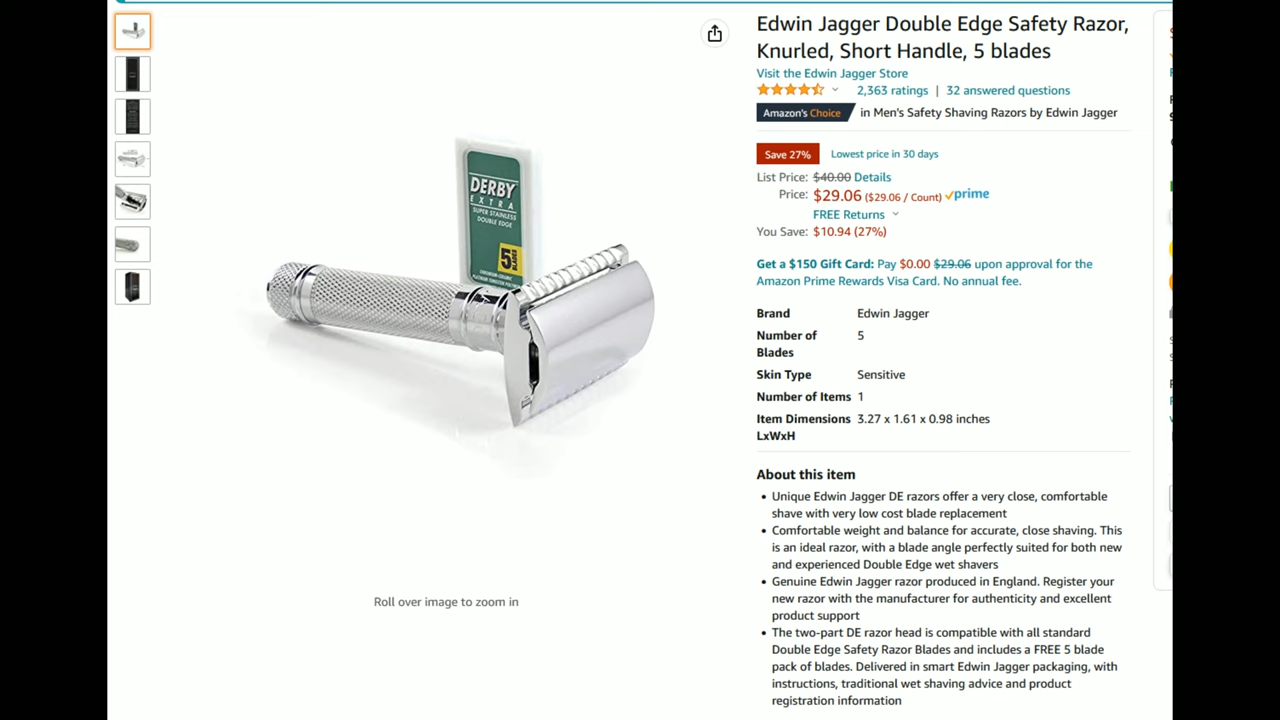 Edwin Jagger Double Edge Safety Razor,
Knurled, Short Handle, 5 blades
Visit the Edwin Jagger Store
2,363 ratings | 32 answered questions
Amazon's Choice in Men's Safety Shaving Razors by Edwin Jagger
Save 27% Lowest price in 30 days
List Price: $40.00 Details
Price: $29.06 ($29.06 / Count) prime
FREE Returns
You Save: $10.94 (27%)
Get a $150 Gift Card: Pay $0.00 $29.06 upon approval for the
Amazon Prime Rewards Visa Card. No annual fee.
Brand Edwin Jagger
Number of 5
Blades
Skin Type Sensitive
Number of Items 1
Item Dimensions 3.27 x 1.61 x 0.98 inches
LxWxH
About this item
• Unique Edwin Jagger DE razors offer a very close, comfortable
shave with very low cost blade replacement
• Comfortable weight and balance for accurate, close shaving. This
is an ideal razor, with a blade angle perfectly suited for both new
and experienced Double Edge wet shavers
• Genuine Edwin Jagger razor produced in England. Register your
new razor with the manufacturer for authenticity and excellent
product support
• The two-part DE razor head is compatible with all standard
Double Edge Safety Razor Blades and includes a FREE 5 blade
pack of blades. Delivered in smart Edwin Jagger packaging, with
instructions, traditional wet shaving advice and product
registration information
DERBY
EXTRA
SUPER STAINLESS
DOUBLE EDGE
5
BLADES
Roll over image to zoom in